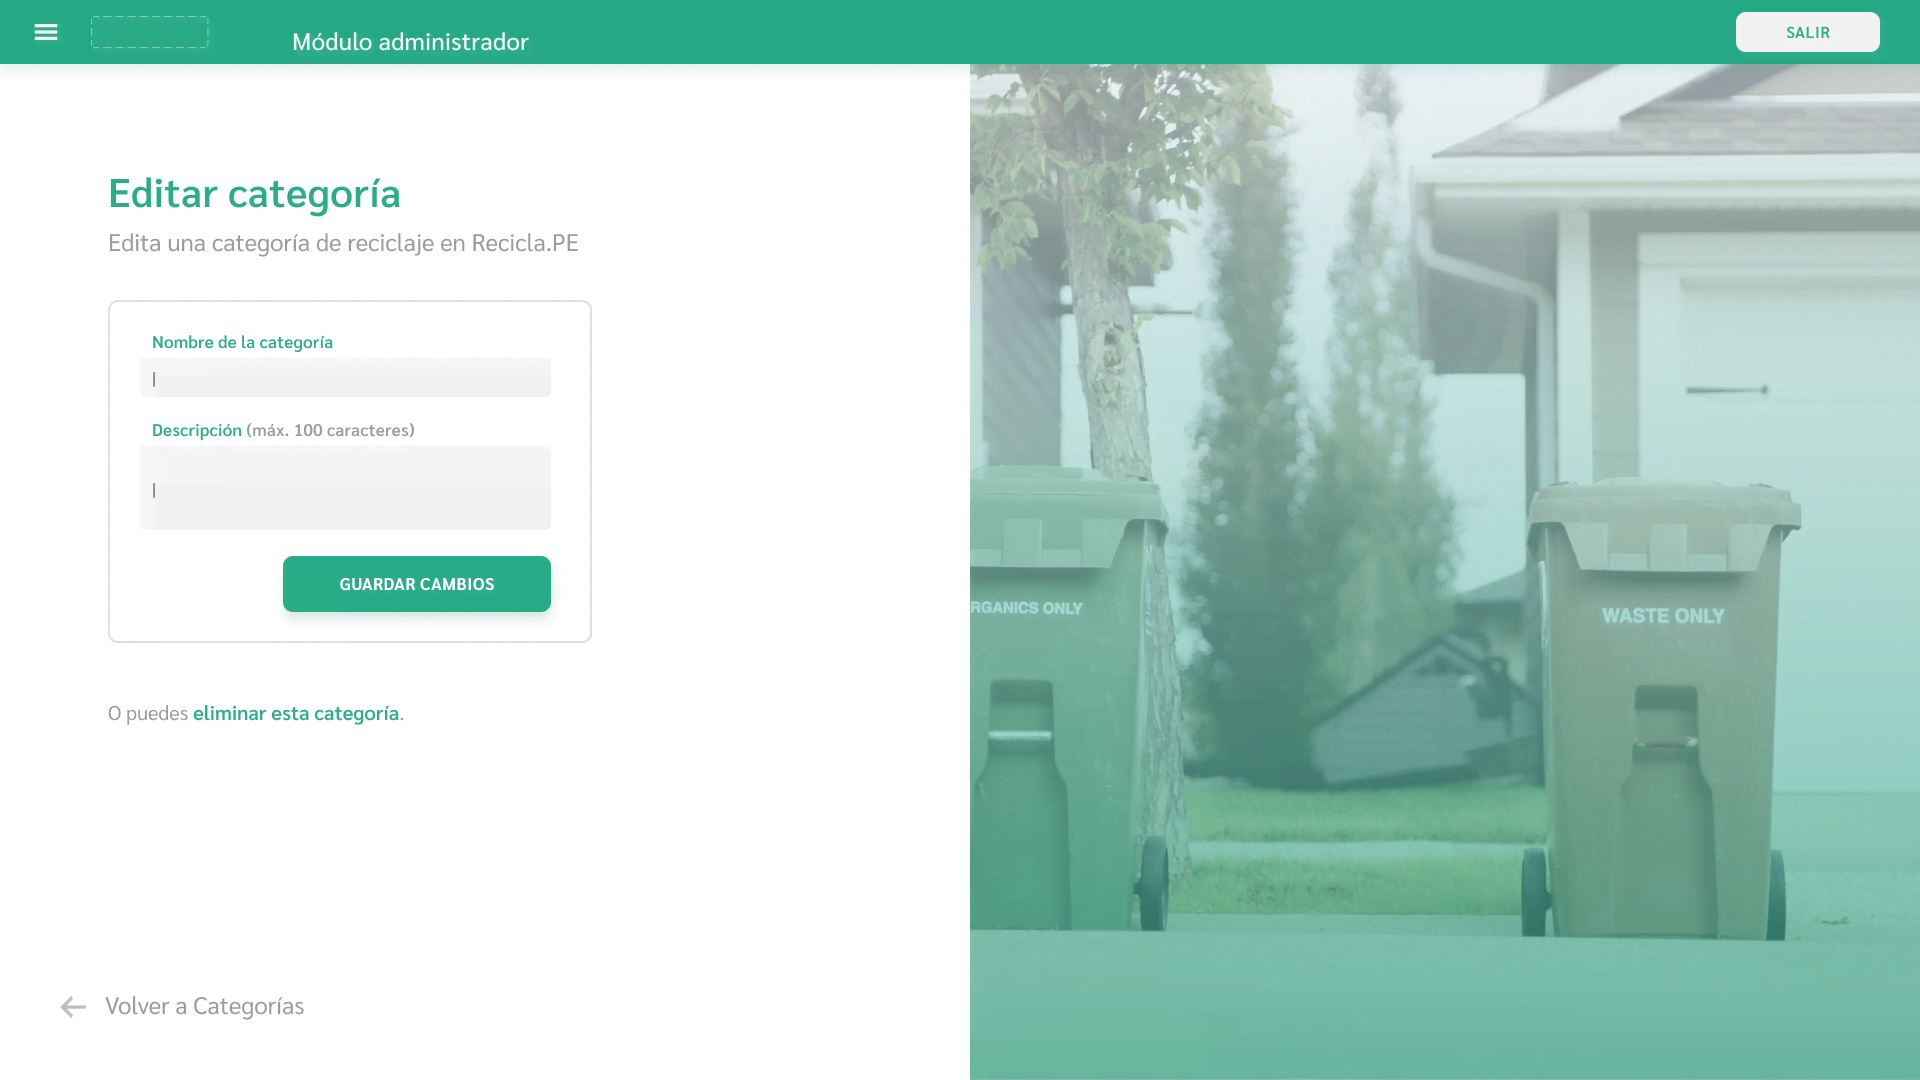 Módulo administrador
SALIR
Editar categoría
Edita una categoría de reciclaje en Recicla.PE
Nombre de la categoría
Descripción (máx. 100 caracteres)
GUARDAR CAMBIOS
RGANICS ONLY
WASTE ONLY
O puedes eliminar esta categoría.
Volver a Categorías